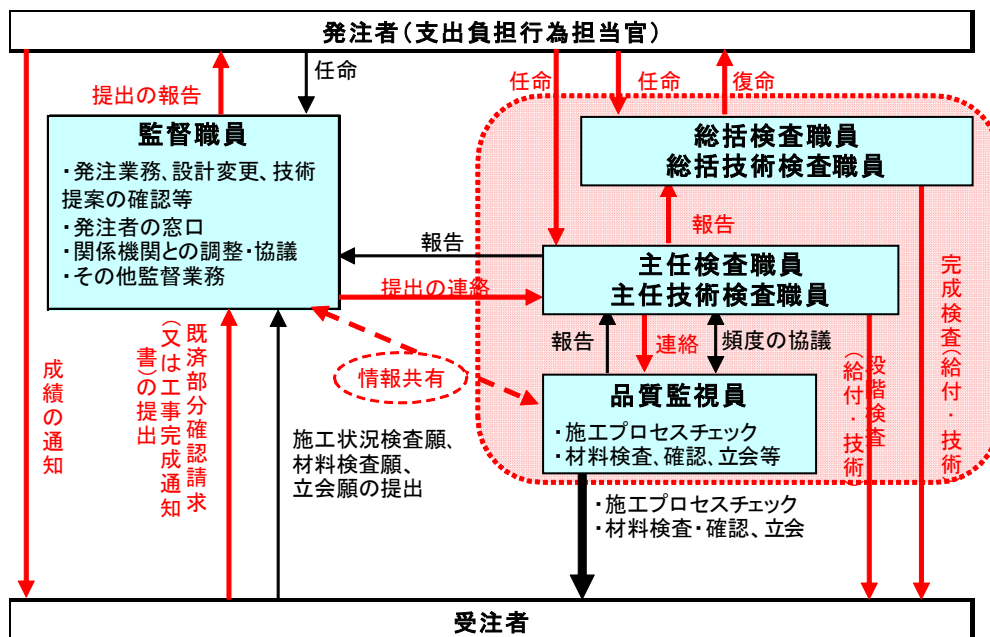 発注者(支出負担行為担当官)
提出の報告
任命
任命
任命
復命
監督職員
・発注業務、設計変更、技術
提案の確認等
・発注者の窓口
・関係機関との調整・協議
・その他監督業務
総括検査職員
総括技術検査職員
報告
報告
主任検査職員
主任技術検査職員
提出の連絡
報告
連絡
頻度の協議
情報共有
品質監視員
・施工プロセスチェック
・材料検査、確認、立会等
完成検査(給付・技術)
段階検査
(給付・技術)
成績の通知
既済部分確認請求
(又は工事完成通知
書)の提出
施工状況検査願、
材料検査願、
立会願の提出
・施工プロセスチェック
・材料検査・確認、立会
受注者